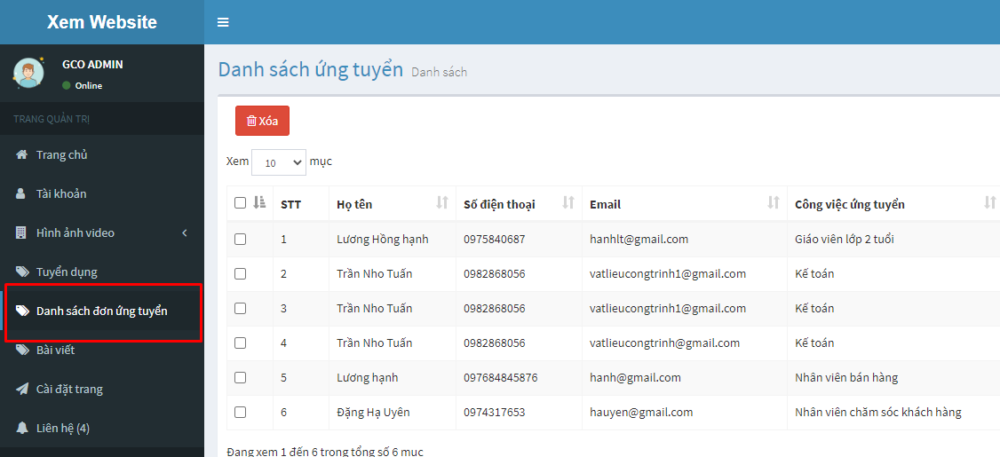 Xem Website
GCO ADMIN
Online
TRANG QUẢN TRỊ
Trang chủ
Tài khoản
Hình ảnh video
Tuyển dụng
Danh sách đơn ứng tuyển
Bài viết
Cài đặt trang
Liên hệ (4)
Danh sách ứng tuyển Danh sách
Xóa
Xem 10 mục
STT Họ tên Số điện thoại Email Công việc ứng tuyển
1 Lương Hồng hạnh 0975840687 hanhlt@gmail.com Giáo viên lớp 2 tuổi
2 Trần Nho Tuấn 0982868056 vatlieucongtrinh1@gmail.com Kế toán
3 Trần Nho Tuấn 0982868056 vatlieucongtrinh1@gmail.com Kế toán
4 Trần Nho Tuấn 0982868056 vatlieucongtrinh@gmail.com Kế toán
5 Lương hạnh 097684845876 hanh@gmail.com Nhân viên bán hàng
6 Đặng Hạ Uyên 0974317653 hauyen@gmail.com Nhân viên chăm sóc khách hàng
Đang xem 1 đến 6 trong tổng số 6 mục